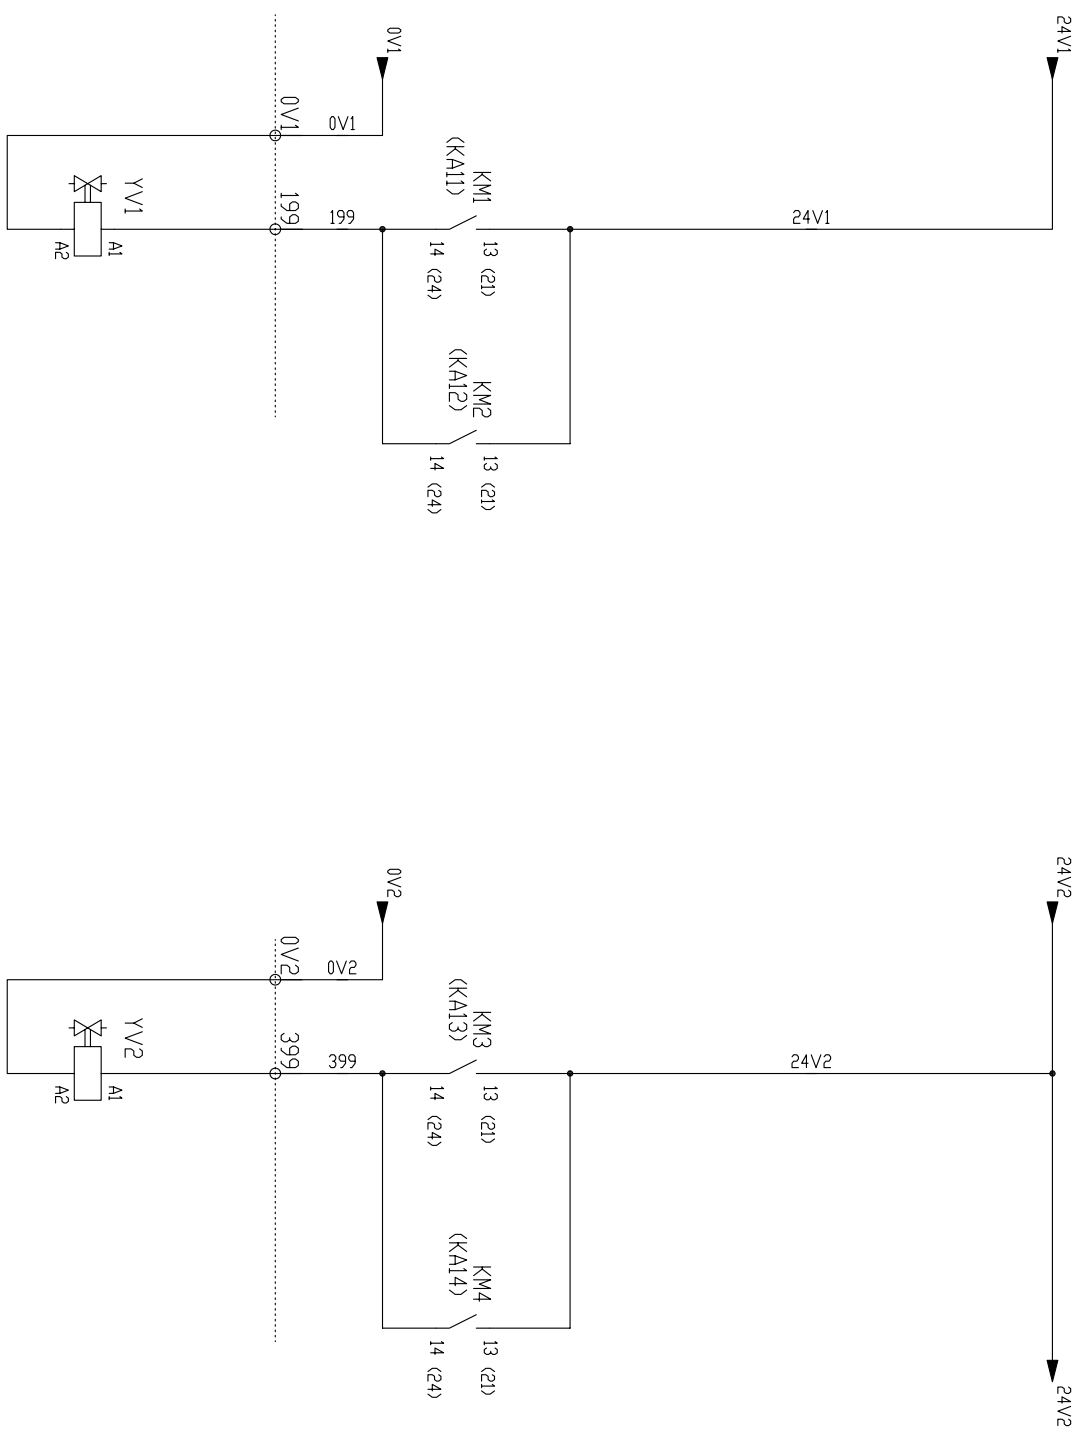 24V1
24V2
24V2
24V1
24V2
KM1
(KA11)
13 (21)
14 (24)
KM2
(KA12)
13 (21)
14 (24)
KM3
(KA13)
13 (21)
14 (24)
KM4
(KA14)
13 (21)
14 (24)
0V1
0V1
0V1
199
199
0V2
0V2
0V2
399
399
YV1
A1
A2
YV2
A1
A2